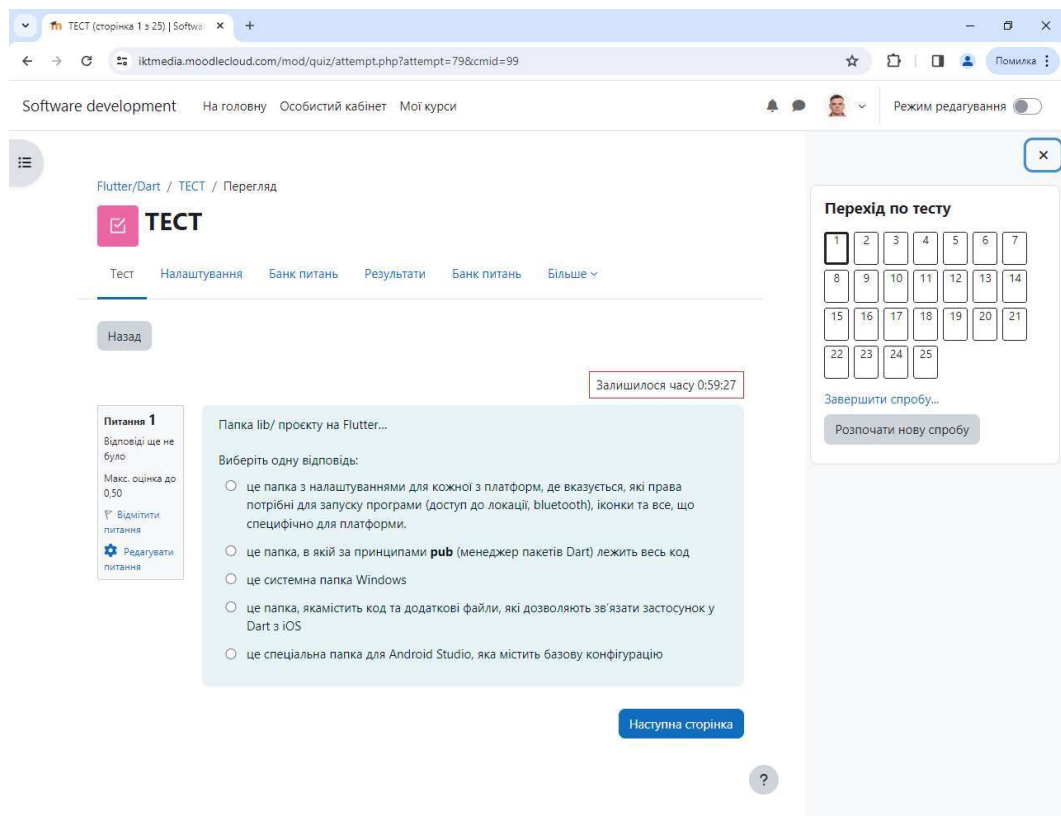 ТЕСТ (сторінка 1 з 25) | Softwa
iktmedia.moodlecloud.com/mod/quiz/attempt.php?attempt=79&cmid=99
Помилка
Software development На головну Особистий кабінет Мої курси
Режим редагування
Flutter/Dart / ТЕСТ / Перегляд
ТЕСТ
Тест Налаштування Банк питань Результати Банк питань Більше
Назад
Залишилося часу 0:59:27
Питання 1
Відповіді ще не
було
Макс. оцінка до
0,50
Відмітити
питання
Редагувати
питання
Папка lib/ проєкту на Flutter...
Виберіть одну відповідь:
це папка з налаштуваннями для кожної з платформ, де вказується, які права
потрібні для запуску програми (доступ до локації, bluetooth), іконки та все, що
специфічно для платформи.
це папка, в якій за принципами pub (менеджер пакетів Dart) лежить весь код
це системна папка Windows
це папка, якамістить код та додаткові файли, які дозволяють зв'язати застосунок у
Dart з iOS
це спеціальна папка для Android Studio, яка містить базову конфігурацію
Наступна сторінка
?
Перехід по тесту
1 2 3 4 5 6 7
8 9 10 11 12 13 14
15 16 17 18 19 20 21
22 23 24 25
Завершити спробу...
Розпочати нову спробу